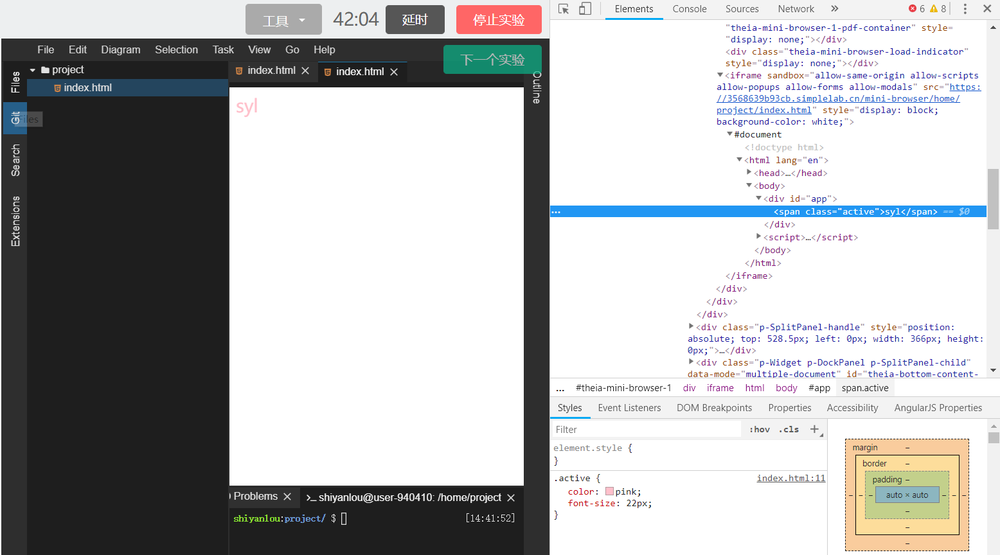 工具
42:04
延时
停止实验
File Edit Diagram Selection Task View Go Help
下一个实验
Files
Git
Files
Search
Extensions
project
index.html
index.html
index.html
Outline
syl
Problems
shiyanlou@user-940410: /home/project
shiyanlou:project/ $
[14:41:52]
Elements Console Sources Network » 6 8
"theia-mini-browser-1-pdf-container" style=
"display: none;"></div>
<div class="theia-mini-browser-load-indicator"
style="display: none;"></div>
<iframe sandbox="allow-same-origin allow-scripts
allow-popups allow-forms allow-modals" src="https:
//3568639b93cb.simplelab.cn/mini-browser/home/
project/index.html" style="display: block;
background-color: white;">
#document
<!doctype html>
<html lang="en">
<head>…</head>
<body>
<div id="app">
... <span class="active">syl</span> == $0
</div>
<script>…</script>
</body>
</html>
</iframe>
</div>
</div>
</div>
<div class="p-SplitPanel-handle" style="position:
absolute; top: 528.5px; left: 0px; width: 366px; height:
0px;">…</div>
<div class="p-Widget p-DockPanel p-SplitPanel-child"
data-mode="multiple-document" id="theia-bottom-content-
... #theia-mini-browser-1 div iframe html body #app span.active
Styles Event Listeners DOM Breakpoints Properties Accessibility AngularJS Properties
Filter :hov .cls +
element.style {
}
.active { index.html:11
color: pink;
font-size: 22px;
}
margin –
border –
padding –
– – – auto × auto – – –
–
–
–